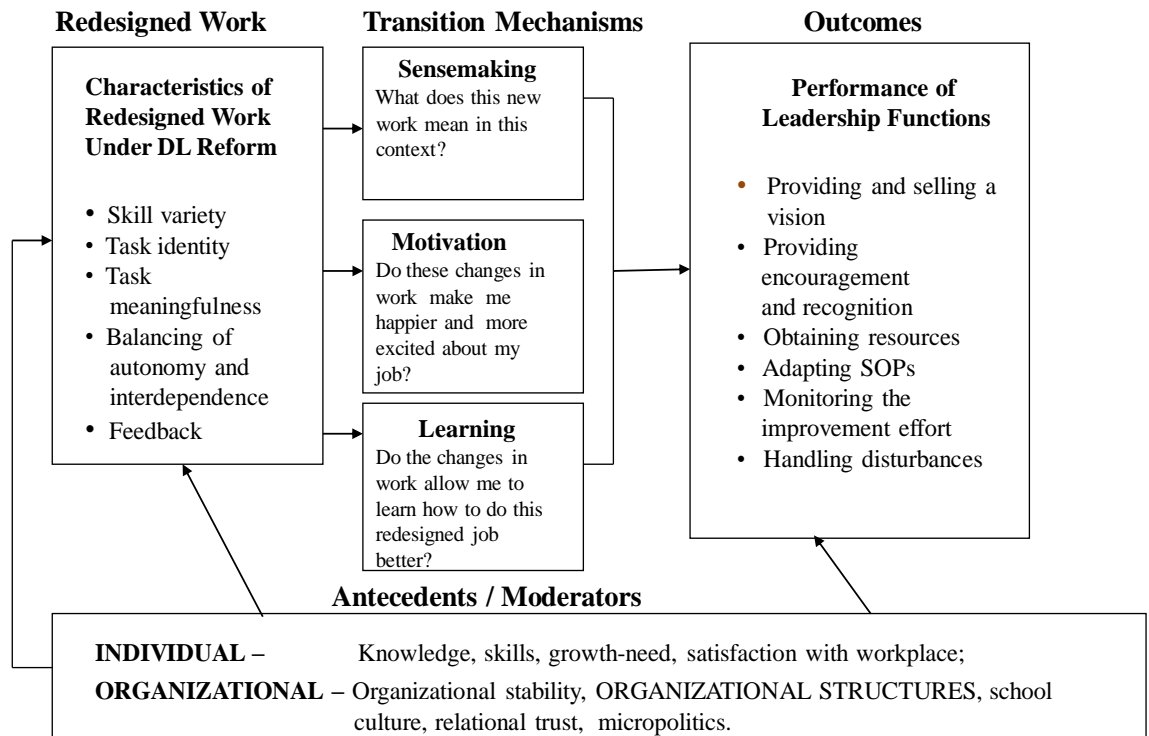 Redesigned Work
Transition Mechanisms
Outcomes
Characteristics of
Redesigned Work
Under DL Reform
• Skill variety
• Task identity
• Task
meaningfulness
• Balancing of
autonomy and
interdependence
• Feedback
Sensemaking
What does this new
work mean in this
context?
Motivation
Do these changes in
work make me
happier and more
excited about my
job?
Learning
Do the changes in
work allow me to
learn how to do this
redesigned job
better?
Performance of
Leadership Functions
• Providing and selling a
vision
• Providing
encouragement
and recognition
• Obtaining resources
• Adapting SOPs
• Monitoring the
improvement effort
• Handling disturbances
Antecedents / Moderators
INDIVIDUAL – Knowledge, skills, growth-need, satisfaction with workplace;
ORGANIZATIONAL – Organizational stability, ORGANIZATIONAL STRUCTURES, school
culture, relational trust, micropolitics.